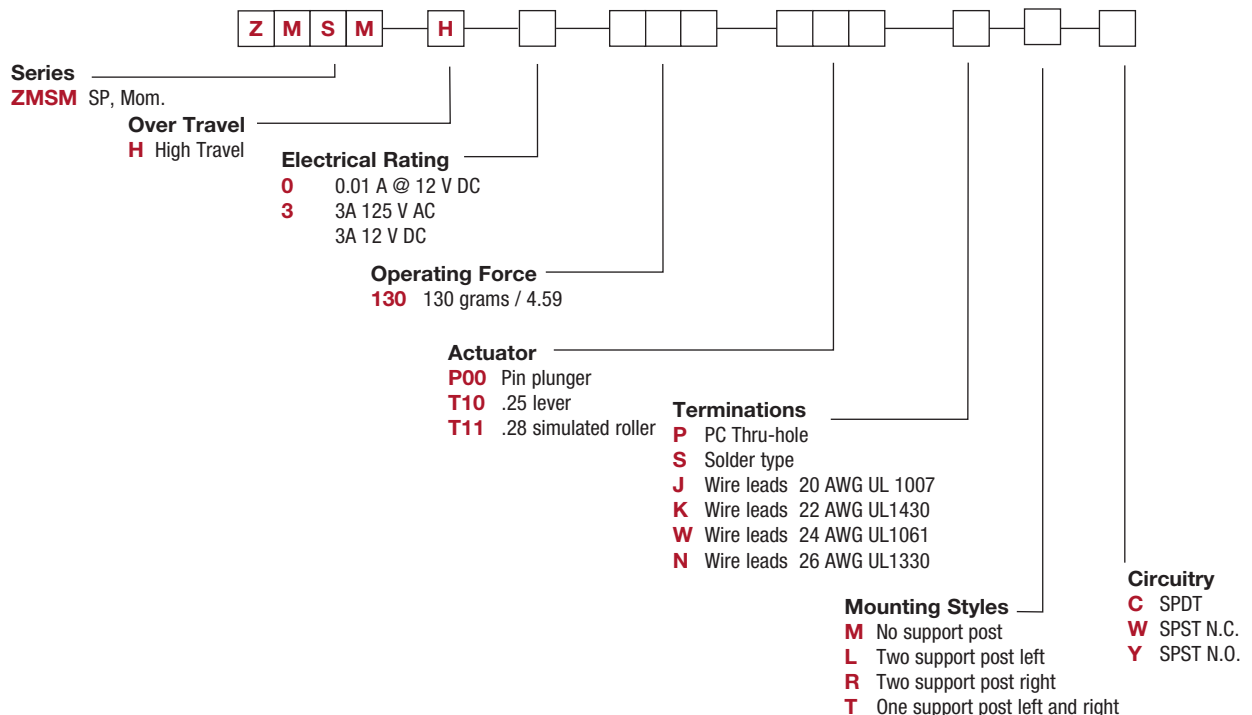 Z M S M H
Series
ZMSM SP, Mom.
Over Travel
H High Travel
Electrical Rating
0 0.01 A @ 12 V DC
3 3A 125 V AC
3A 12 V DC
Operating Force
130 130 grams / 4.59
Actuator
P00 Pin plunger
T10 .25 lever
T11 .28 simulated roller
Terminations
P PC Thru-hole
S Solder type
J Wire leads 20 AWG UL 1007
K Wire leads 22 AWG UL1430
W Wire leads 24 AWG UL1061
N Wire leads 26 AWG UL1330
Mounting Styles
M No support post
L Two support post left
R Two support post right
T One support post left and right
Circuitry
C SPDT
W SPST N.C.
Y SPST N.O.